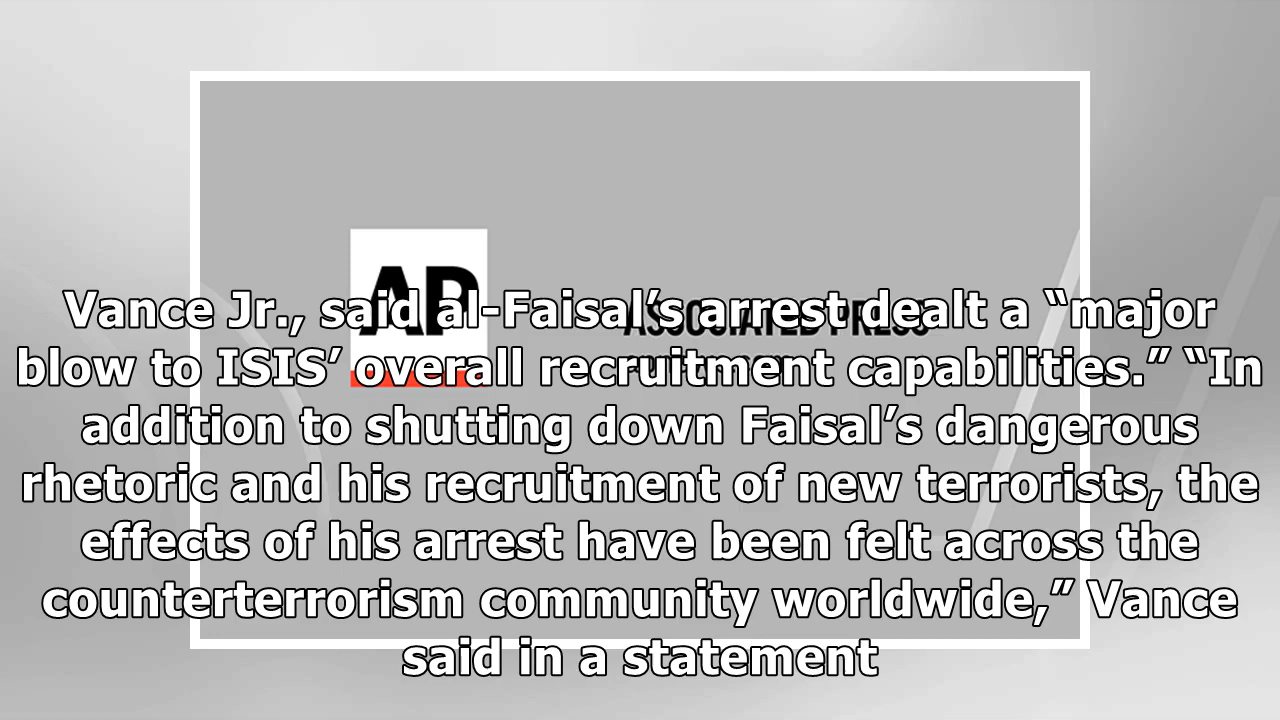 AP
ASSOCIATED PRESS
Vance Jr., said al-Faisal’s arrest dealt a “major
blow to ISIS’ overall recruitment capabilities.” “In
addition to shutting down Faisal’s dangerous
rhetoric and his recruitment of new terrorists, the
effects of his arrest have been felt across the
counterterrorism community worldwide,” Vance
said in a statement